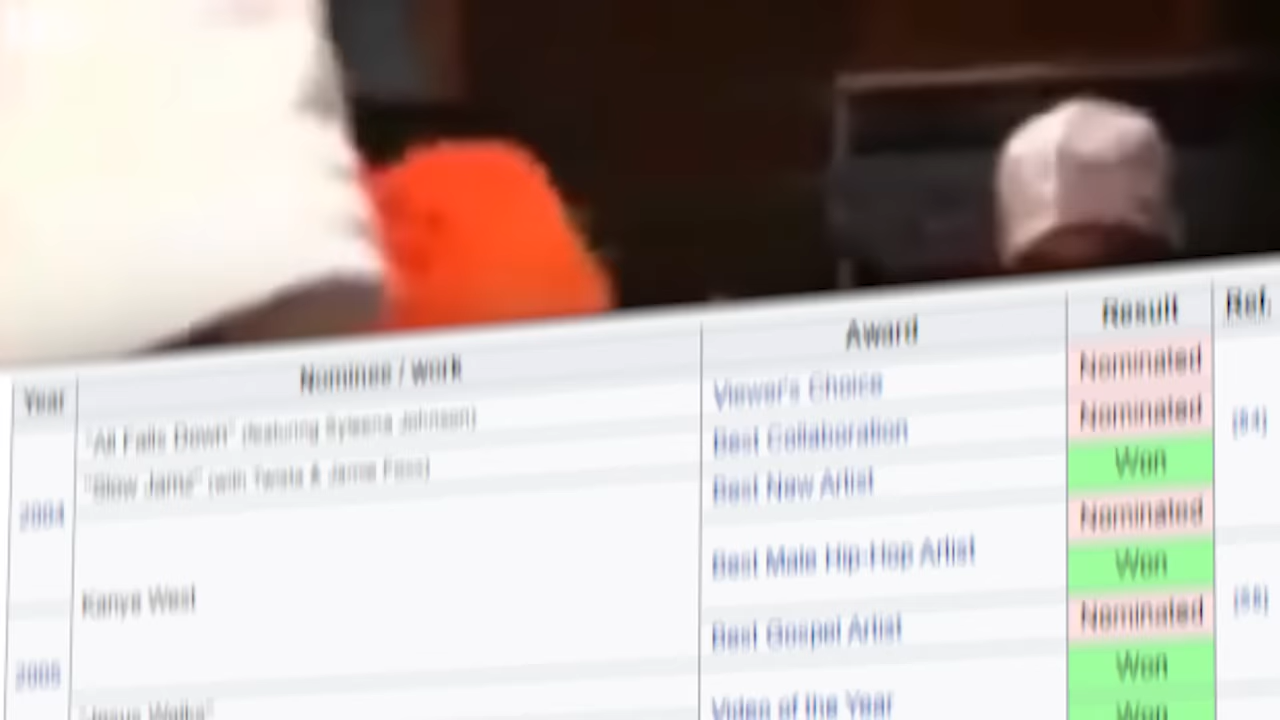 Year Nominee / work Award Result Ref.
"All Falls Down" (featuring Syleena Johnson) Viewer's Choice Nominated
"Slow Jamz" (with Twista & Jamie Foxx) Best Collaboration Nominated
2004 Best New Artist Won
Best Male Hip-Hop Artist Nominated
Kanye West Won
Best Gospel Artist Nominated
2005 Won
"Jesus Walks" Video of the Year Won